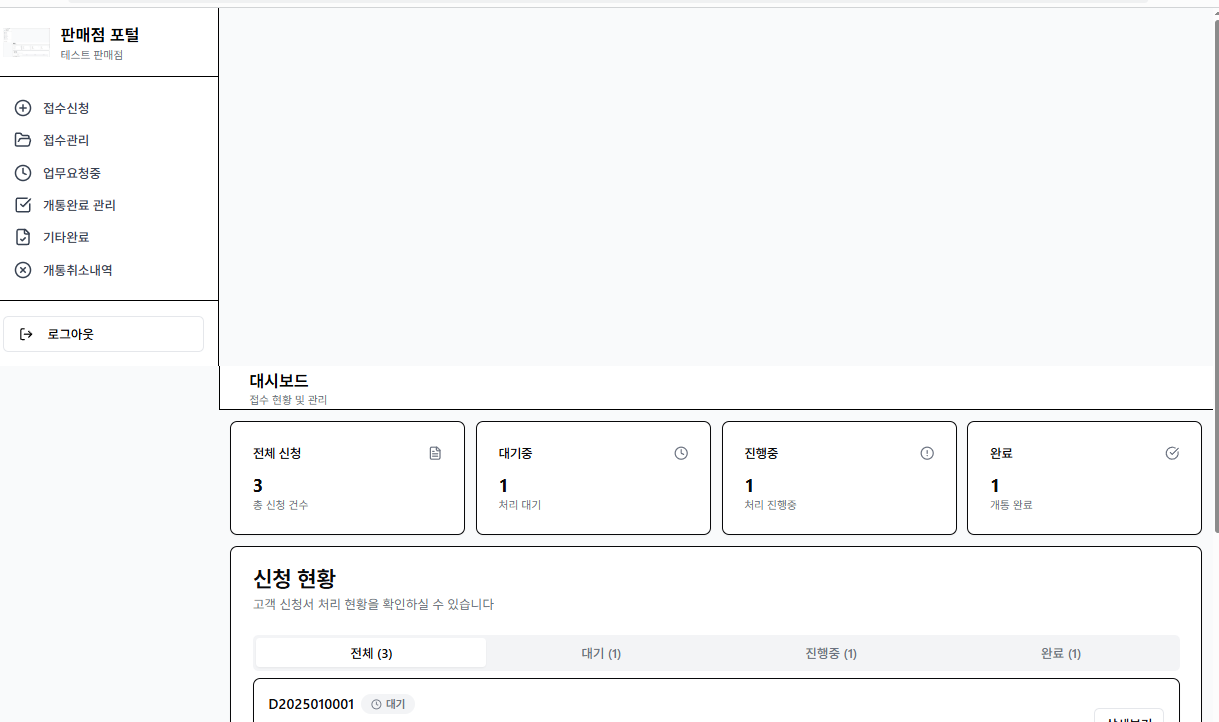 판매점 포털
테스트 판매점
접수신청
접수관리
업무요청중
개통완료 관리
기타완료
개통취소내역
로그아웃
대시보드
접수 현황 및 관리
전체 신청
3
총 신청 건수
대기중
1
처리 대기
진행중
1
처리 진행중
완료
1
개통 완료
신청 현황
고객 신청서 처리 현황을 확인하실 수 있습니다
전체 (3)
대기 (1)
진행중 (1)
완료 (1)
D2025010001
대기